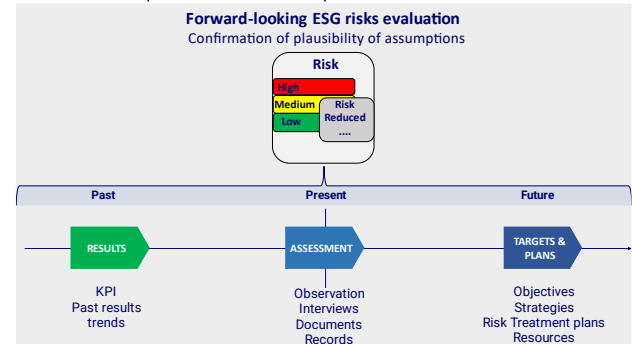 Forward-looking ESG risks evaluation
Confirmation of plausibility of assumptions
Risk
High
Medium
Low
Risk
Reduced
....
Past
Present
Future
RESULTS
ASSESSMENT
TARGETS &
PLANS
KPI
Past results
trends
Observation
Interviews
Documents
Records
Objectives
Strategies
Risk Treatment plans
Resources